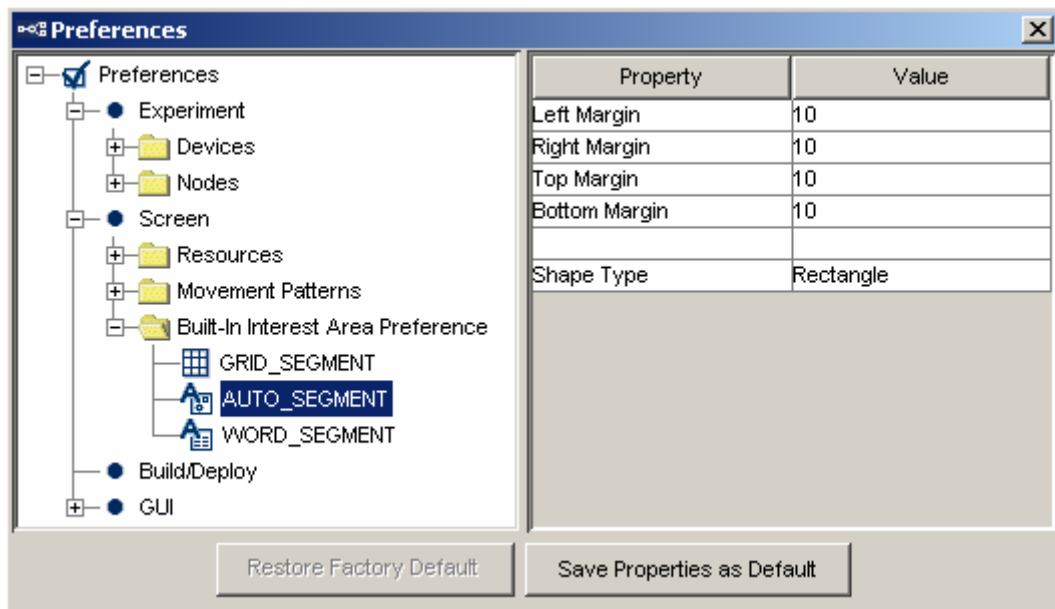 Preferences
Preferences
Experiment
Devices
Nodes
Screen
Resources
Movement Patterns
Built-In Interest Area Preference
GRID_SEGMENT
AUTO_SEGMENT
WORD_SEGMENT
Build/Deploy
GUI
Property Value
Left Margin 10
Right Margin 10
Top Margin 10
Bottom Margin 10
Shape Type Rectangle
Restore Factory Default
Save Properties as Default